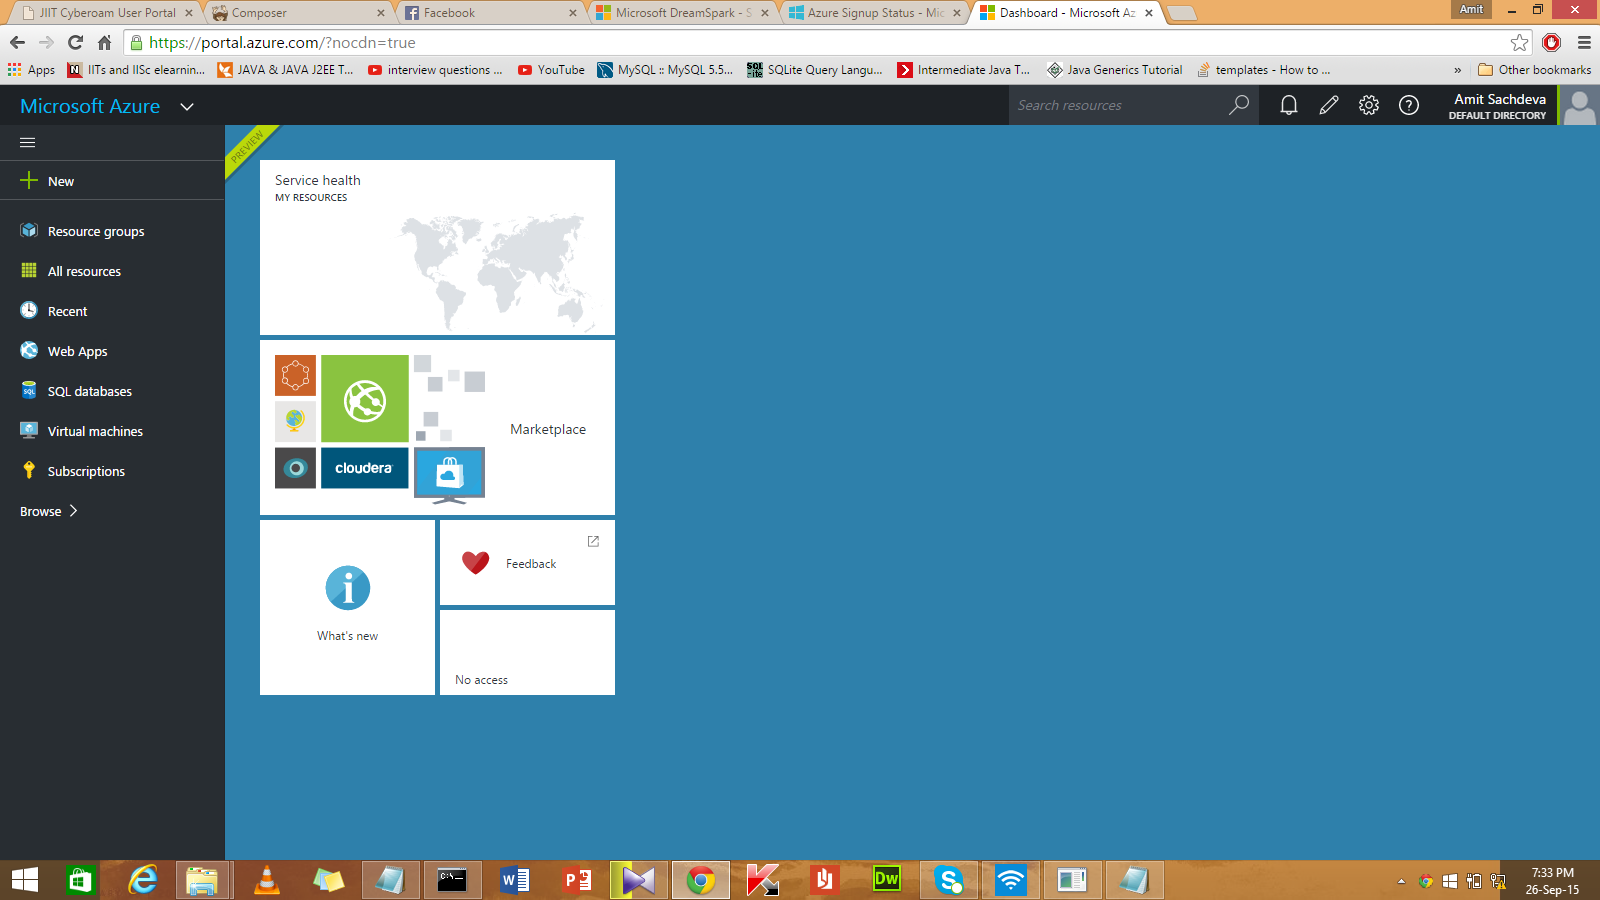 JIIT Cyberoam User Portal
Composer
Facebook
Microsoft DreamSpark - S
Azure Signup Status - Mic
Dashboard - Microsoft Az
Amit
https://portal.azure.com/?nocdn=true
Apps
IITs and IISc elearnin...
JAVA & JAVA J2EE T...
interview questions ...
YouTube
MySQL :: MySQL 5.5...
SQLite Query Langu...
Intermediate Java T...
Java Generics Tutorial
templates - How to ...
»
Other bookmarks
Microsoft Azure
Search resources
Amit Sachdeva
DEFAULT DIRECTORY
PREVIEW
New
Resource groups
All resources
Recent
Web Apps
SQL databases
Virtual machines
Subscriptions
Browse
Service health
MY RESOURCES
cloudera
Marketplace
What's new
Feedback
No access
Dw
7:33 PM
26-Sep-15